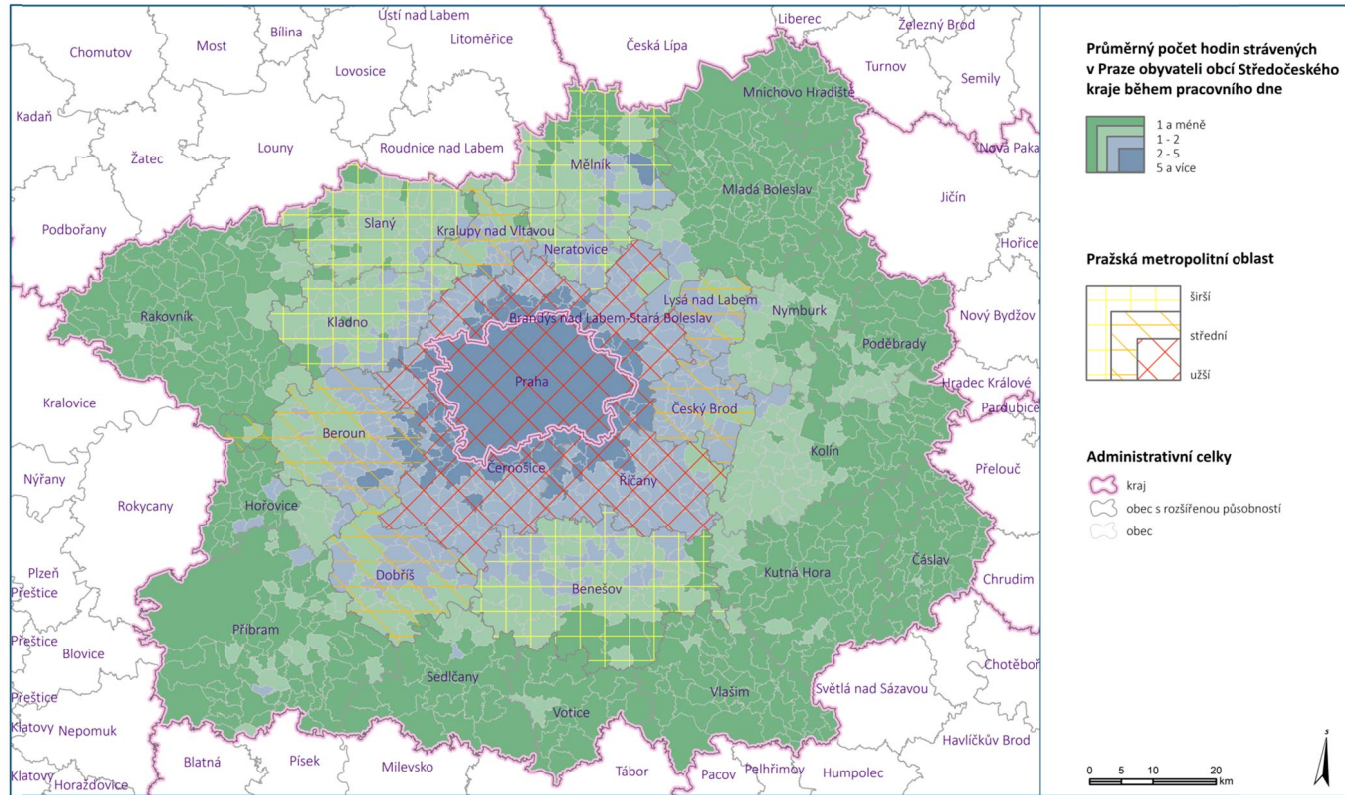 Ústí nad Labem
Liberec
Železný Brod
Chomutov
Most
Bílina
Litoměřice
Česká Lípa
Turnov
Lovosice
Semily
Mnichovo Hradiště
Kadaň
Žatec
Louny
Roudnice nad Labem
Nová Paka
Mělník
Mladá Boleslav
Jičín
Podbořany
Slaný
Kralupy nad Vltavou
Neratovice
Hořice
Lysá nad Labem
Nymburk
Rakovník
Kladno
Brandýs nad Labem-Stará Boleslav
Nový Bydžov
Poděbrady
Praha
Hradec Králové
Kralovice
Pardubice
Český Brod
Beroun
Kolín
Černošice
Říčany
Přelouč
Nýřany
Rokycany
Hořovice
Čáslav
Plzeň
Dobříš
Benešov
Kutná Hora
Chrudim
Přeštice
Příbram
Přeštice
Blovice
Chotěboř
Sedlčany
Vlašim
Světlá nad Sázavou
Přeštice
Votice
Klatovy
Nepomuk
Havlíčkův Brod
Blatná
Písek
Milevsko
Tábor
Pacov
Pelhřimov
Humpolec
Klatovy
Horažďovice
Průměrný počet hodin strávených
v Praze obyvateli obcí Středočeského
kraje během pracovního dne
1 a méně
1 - 2
2 - 5
5 a více
Pražská metropolitní oblast
širší
střední
užší
Administrativní celky
kraj
obec s rozšířenou působností
obec
S
0 5 10 20
km